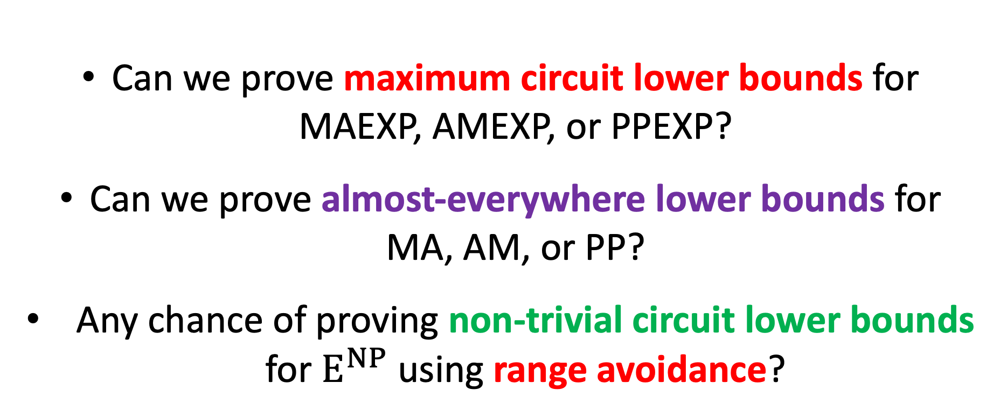 • Can we prove maximum circuit lower bounds for
MAEXP, AMEXP, or PPEXP?
• Can we prove almost-everywhere lower bounds for
MA, AM, or PP?
• Any chance of proving non-trivial circuit lower bounds
for E^NP using range avoidance?